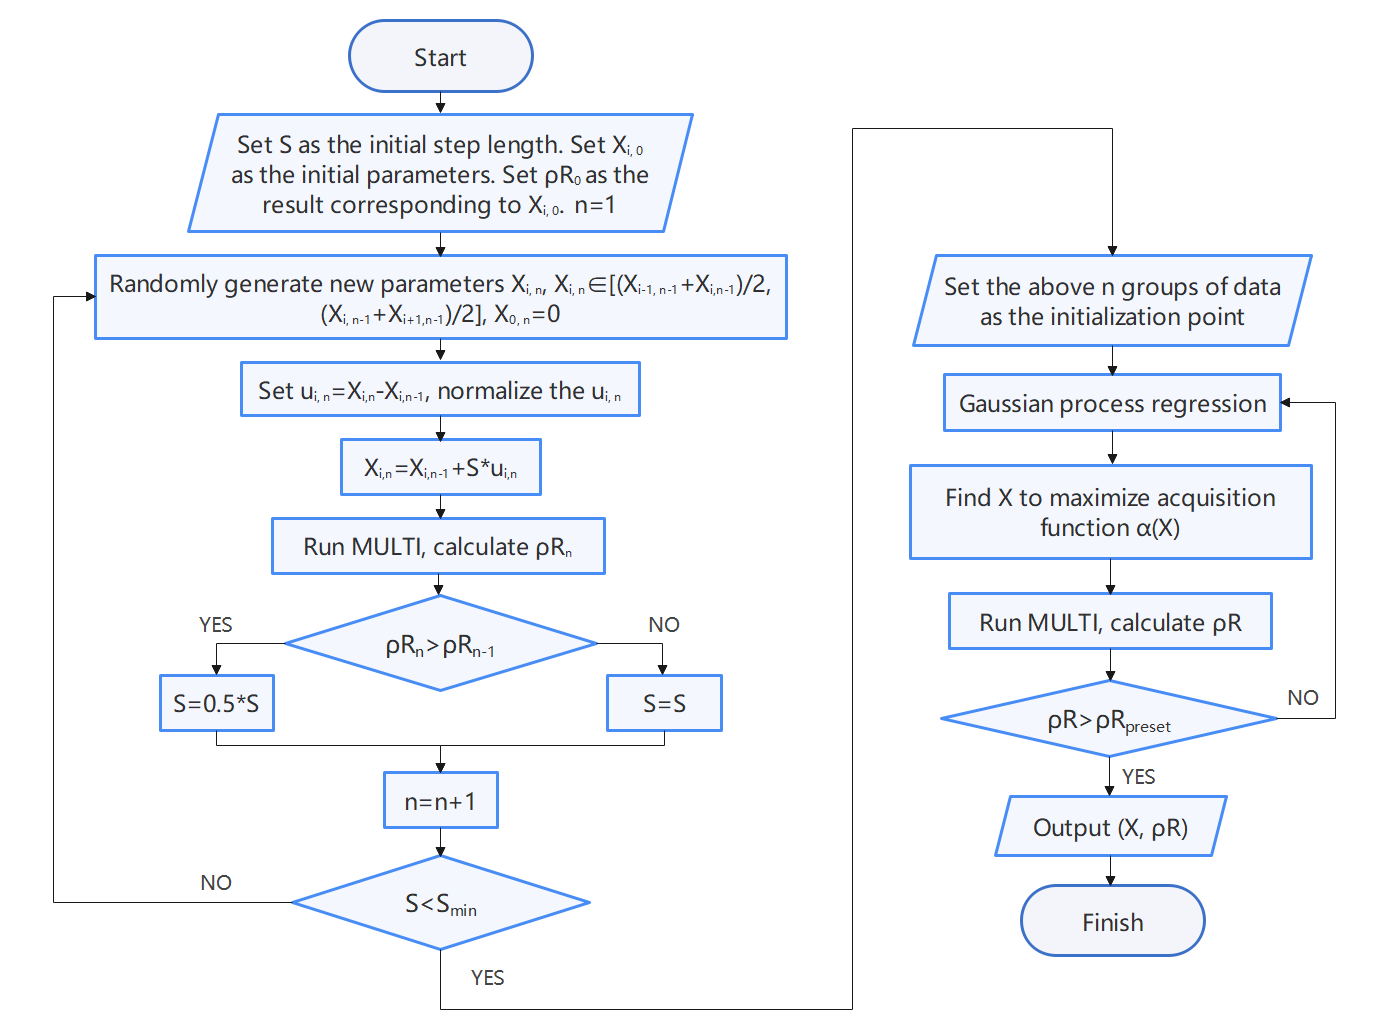 Start
Set S as the initial step length. Set Xi, 0
as the initial parameters. Set ρR0 as the
result corresponding to Xi, 0. n=1
Randomly generate new parameters Xi, n, Xi, n∈[(Xi-1, n-1+Xi,n-1)/2,
(Xi, n-1+Xi+1,n-1)/2], X0, n=0
Set ui, n=Xi,n-Xi,n-1, normalize the ui, n
Xi,n=Xi,n-1+S*ui,n
Run MULTI, calculate ρRn
YES
NO
ρRn>ρRn-1
S=0.5*S
S=S
n=n+1
NO
S<Smin
YES
Set the above n groups of data
as the initialization point
Gaussian process regression
Find X to maximize acquisition
function α(X)
Run MULTI, calculate ρR
NO
ρR>ρRpreset
YES
Output (X, ρR)
Finish